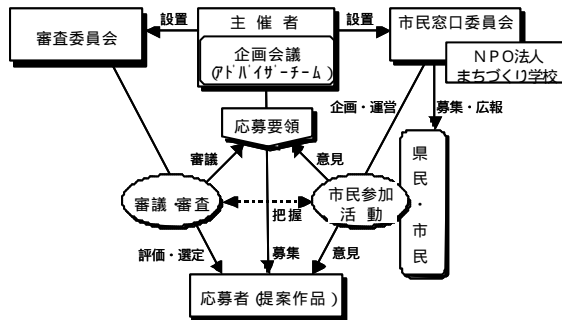 審査委員会
設置
主催者
企画会議
(アドバイザーチーム)
設置
市民窓口委員会
NPO法人
まちづくり学校
応募要領
企画・運営
募集・広報
審議
意見
県民・市民
審議・審査
把握
市民参加
活動
評価・選定
募集
意見
応募者(提案作品)